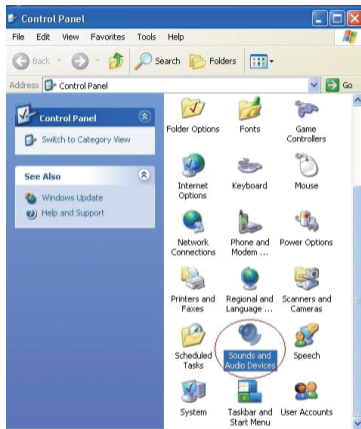 Control Panel
File Edit View Favorites Tools Help
Back Search Folders
Address Control Panel Go
Control Panel
Switch to Category View
See Also
Windows Update
Help and Support
Folder Options Fonts Game
Controllers
Internet
Options Keyboard Mouse
Network
Connections Phone and
Modem ... Power Options
Printers and
Faxes Regional and
Language ... Scanners and
Cameras
Scheduled
Tasks Sounds and
Audio Devices Speech
System Taskbar and
Start Menu User Accounts